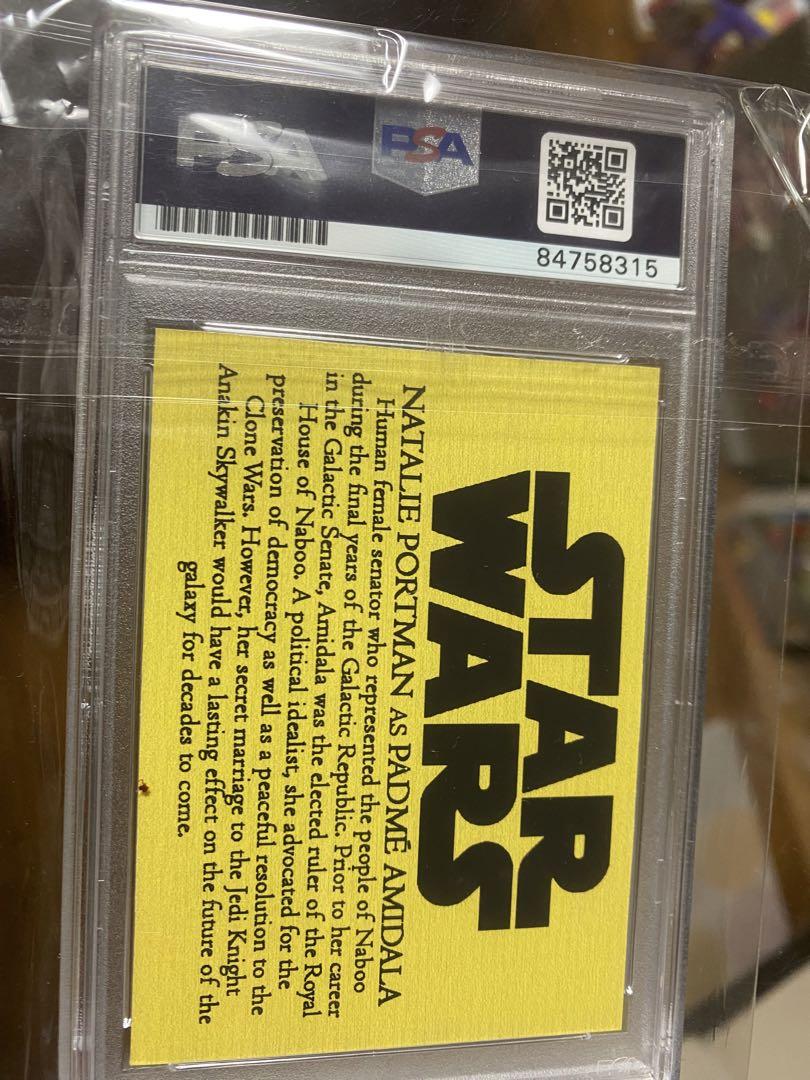 PSA
PSA
84758315
STAR
WARS
NATALIE PORTMAN AS PADMÉ AMIDALA
Human female senator who represented the people of Naboo
during the final years of the Galactic Republic. Prior to her career
in the Galactic Senate, Amidala was the elected ruler of the Royal
House of Naboo. A political idealist, she advocated for the
preservation of democracy as well as a peaceful resolution to the
Clone Wars. However, her secret marriage to the Jedi Knight
Anakin Skywalker would have a lasting effect on the future of the
galaxy for decades to come.
PSA